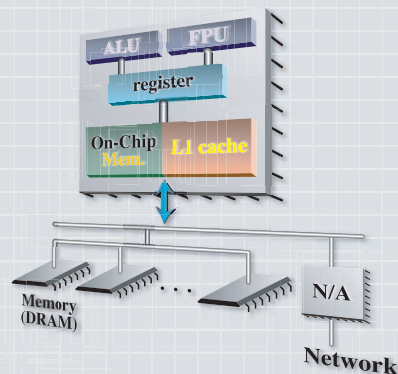 ALU
FPU
register
On-Chip
Mem.
L1 cache
...
Memory
(DRAM)
N/A
Network